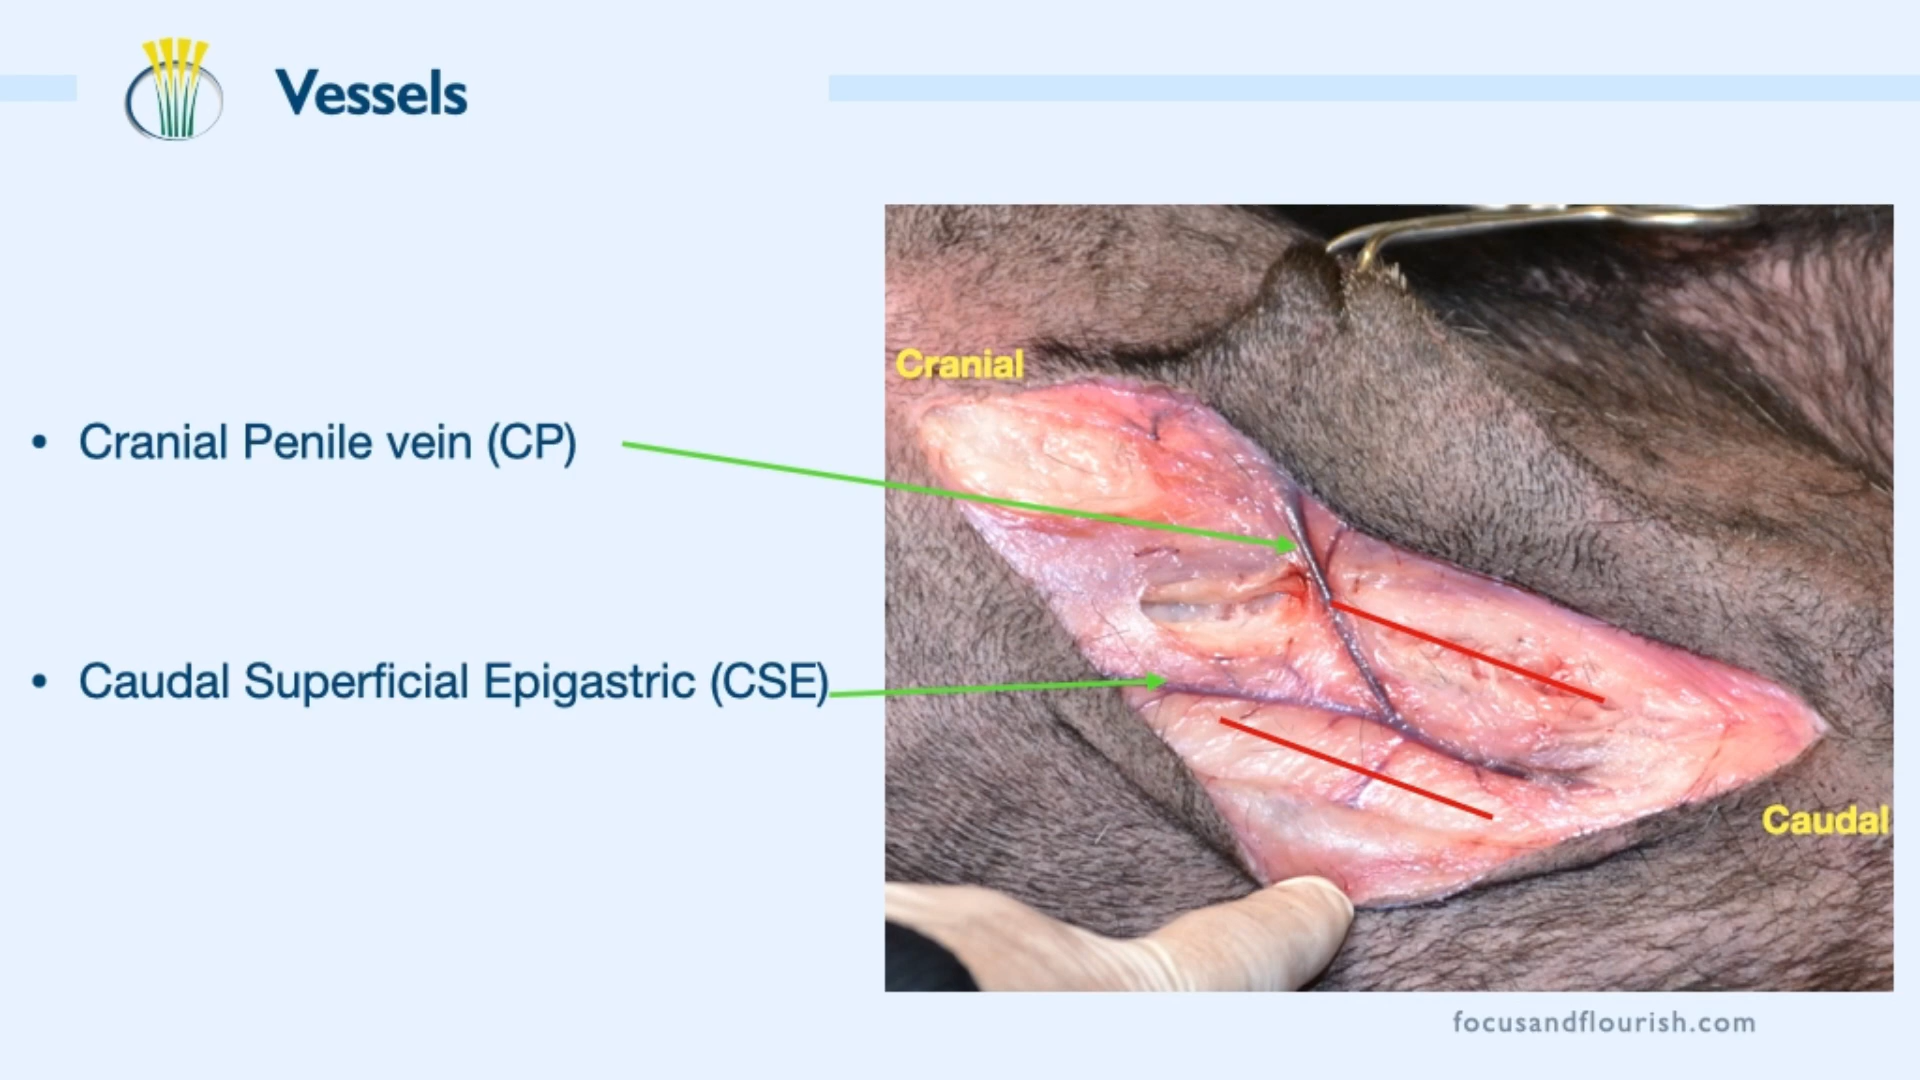 Vessels
Cranial
• Cranial Penile vein (CP)
• Caudal Superficial Epigastric (CSE)
Caudal
focusandflourish.com